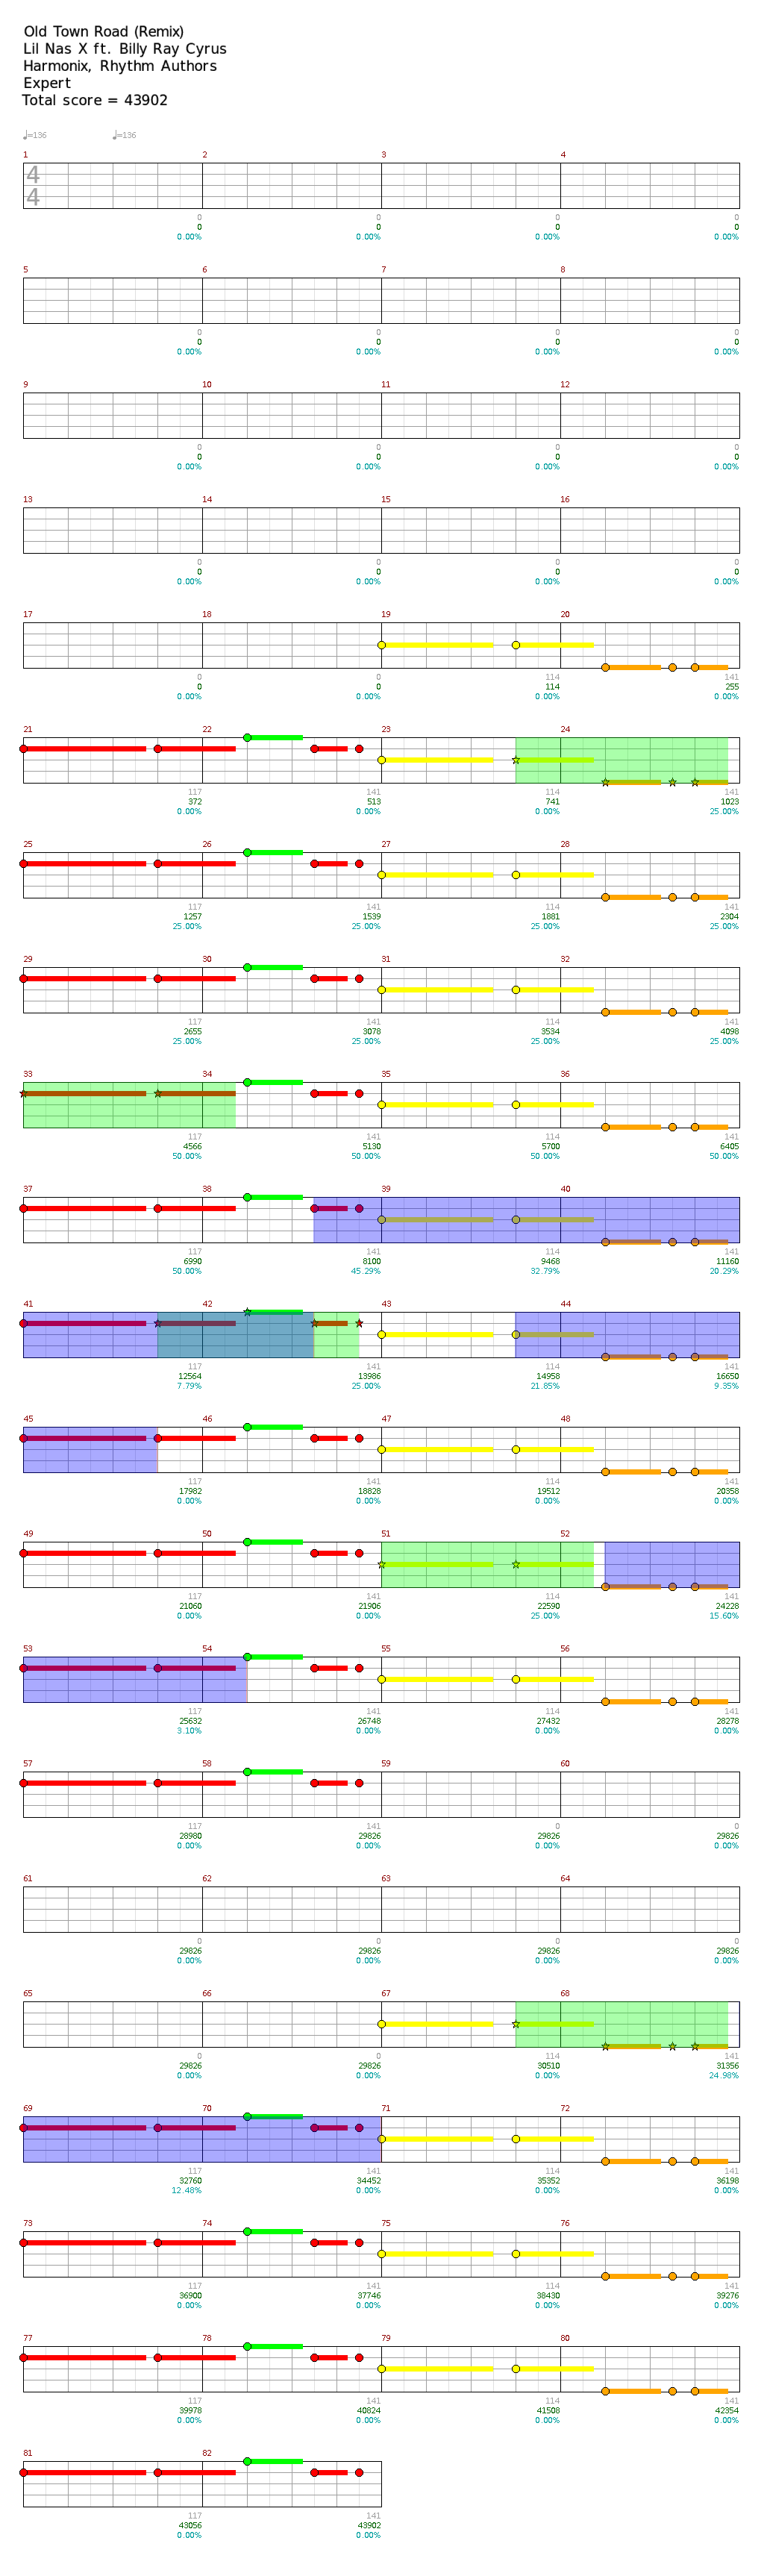 Old Town Road (Remix)
Lil Nas X ft. Billy Ray Cyrus
Harmonix, Rhythm Authors
Expert
Total score = 43902
♩=136 ♩=136
1 2 3 4
4
4
0 0 0 0
0 0 0 0
0.00% 0.00% 0.00% 0.00%
5 6 7 8
0 0 0 0
0 0 0 0
0.00% 0.00% 0.00% 0.00%
9 10 11 12
0 0 0 0
0 0 0 0
0.00% 0.00% 0.00% 0.00%
13 14 15 16
0 0 0 0
0 0 0 0
0.00% 0.00% 0.00% 0.00%
17 18 19 20
0 0 114 141
0 0 114 255
0.00% 0.00% 0.00% 0.00%
21 22 23 24
117 141 114 141
372 513 741 1023
0.00% 0.00% 0.00% 25.00%
25 26 27 28
117 141 114 141
1257 1539 1881 2304
25.00% 25.00% 25.00% 25.00%
29 30 31 32
117 141 114 141
2655 3078 3534 4098
25.00% 25.00% 25.00% 25.00%
33 34 35 36
117 141 114 141
4566 5130 5700 6405
50.00% 50.00% 50.00% 50.00%
37 38 39 40
117 141 114 141
6990 8100 9468 11160
50.00% 45.29% 32.79% 20.29%
41 42 43 44
117 141 114 141
12564 13986 14958 16650
7.79% 25.00% 21.85% 9.35%
45 46 47 48
117 141 114 141
17982 18828 19512 20358
0.00% 0.00% 0.00% 0.00%
49 50 51 52
117 141 114 141
21060 21906 22590 24228
0.00% 0.00% 25.00% 15.60%
53 54 55 56
117 141 114 141
25632 26748 27432 28278
3.10% 0.00% 0.00% 0.00%
57 58 59 60
117 141 0 0
28980 29826 29826 29826
0.00% 0.00% 0.00% 0.00%
61 62 63 64
0 0 0 0
29826 29826 29826 29826
0.00% 0.00% 0.00% 0.00%
65 66 67 68
0 0 114 141
29826 29826 30510 31356
0.00% 0.00% 0.00% 24.98%
69 70 71 72
117 141 114 141
32760 34452 35352 36198
12.48% 0.00% 0.00% 0.00%
73 74 75 76
117 141 114 141
36900 37746 38430 39276
0.00% 0.00% 0.00% 0.00%
77 78 79 80
117 141 114 141
39978 40824 41508 42354
0.00% 0.00% 0.00% 0.00%
81 82
117 141
43056 43902
0.00% 0.00%